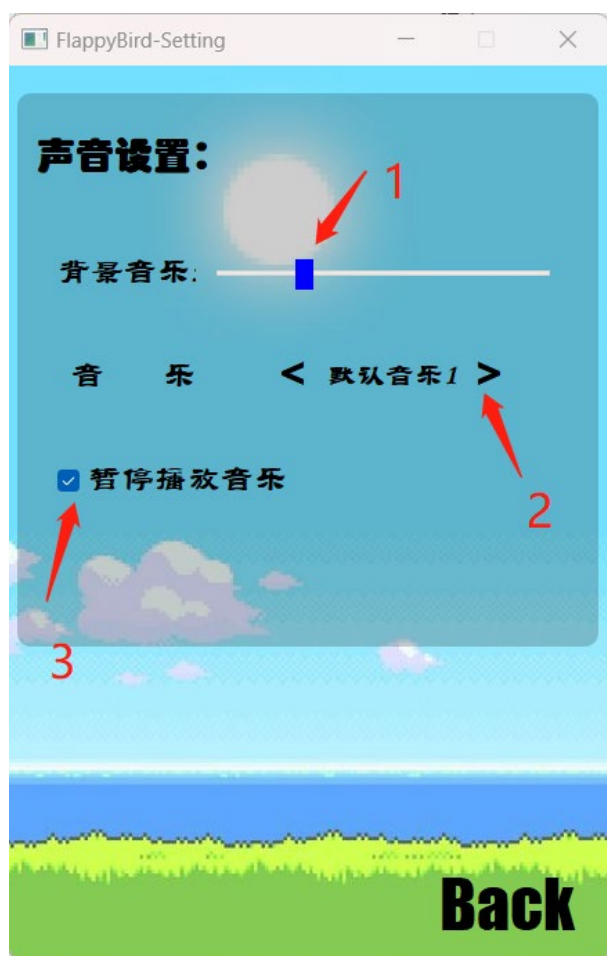 FlappyBird-Setting
声音设置：
1
背景音乐:
音 乐 < 默认音乐1 >
暂停播放音乐
2
3
Back